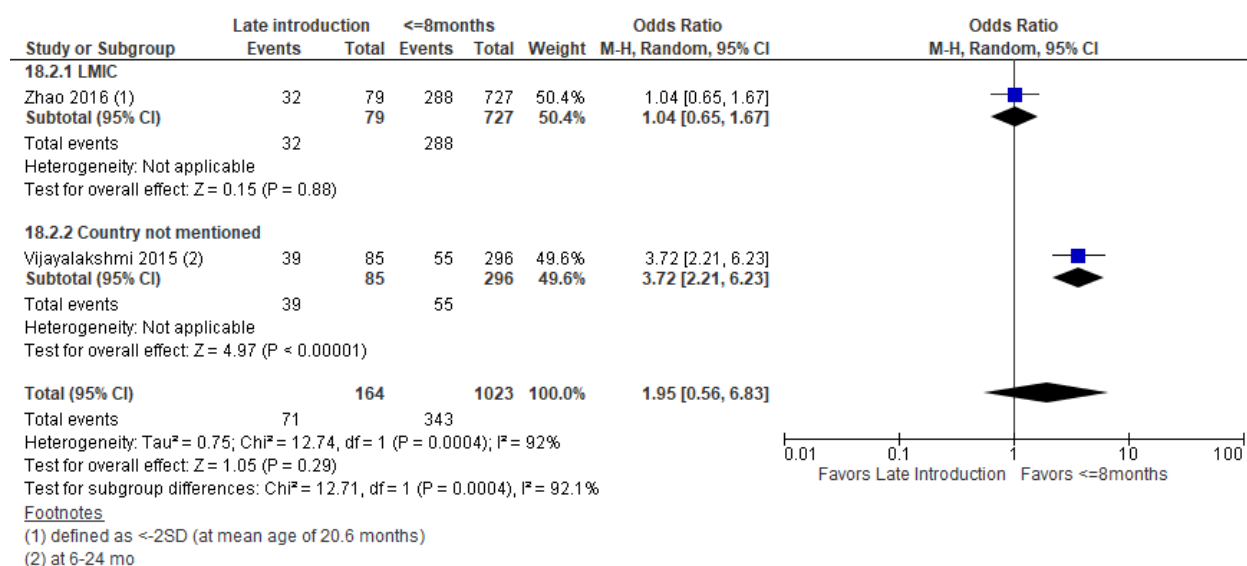 Late introduction <=8months Odds Ratio Odds Ratio
Study or Subgroup Events Total Events Total Weight M-H, Random, 95% CI M-H, Random, 95% CI
18.2.1 LMIC
Zhao 2016 (1) 32 79 288 727 50.4% 1.04 [0.65, 1.67]
Subtotal (95% CI) 79 727 50.4% 1.04 [0.65, 1.67]
Total events 32 288
Heterogeneity: Not applicable
Test for overall effect: Z = 0.15 (P = 0.88)
18.2.2 Country not mentioned
Vijayalakshmi 2015 (2) 39 85 55 296 49.6% 3.72 [2.21, 6.23]
Subtotal (95% CI) 85 296 49.6% 3.72 [2.21, 6.23]
Total events 39 55
Heterogeneity: Not applicable
Test for overall effect: Z = 4.97 (P < 0.00001)
Total (95% CI) 164 1023 100.0% 1.95 [0.56, 6.83]
Total events 71 343
Heterogeneity: Tau² = 0.75; Chi² = 12.74, df = 1 (P = 0.0004); I² = 92%
Test for overall effect: Z = 1.05 (P = 0.29)
Test for subgroup differences: Chi² = 12.71, df = 1 (P = 0.0004), I² = 92.1%
0.01 0.1 1 10 100
Favors Late Introduction Favors <=8months
Footnotes
(1) defined as <-2SD (at mean age of 20.6 months)
(2) at 6-24 mo